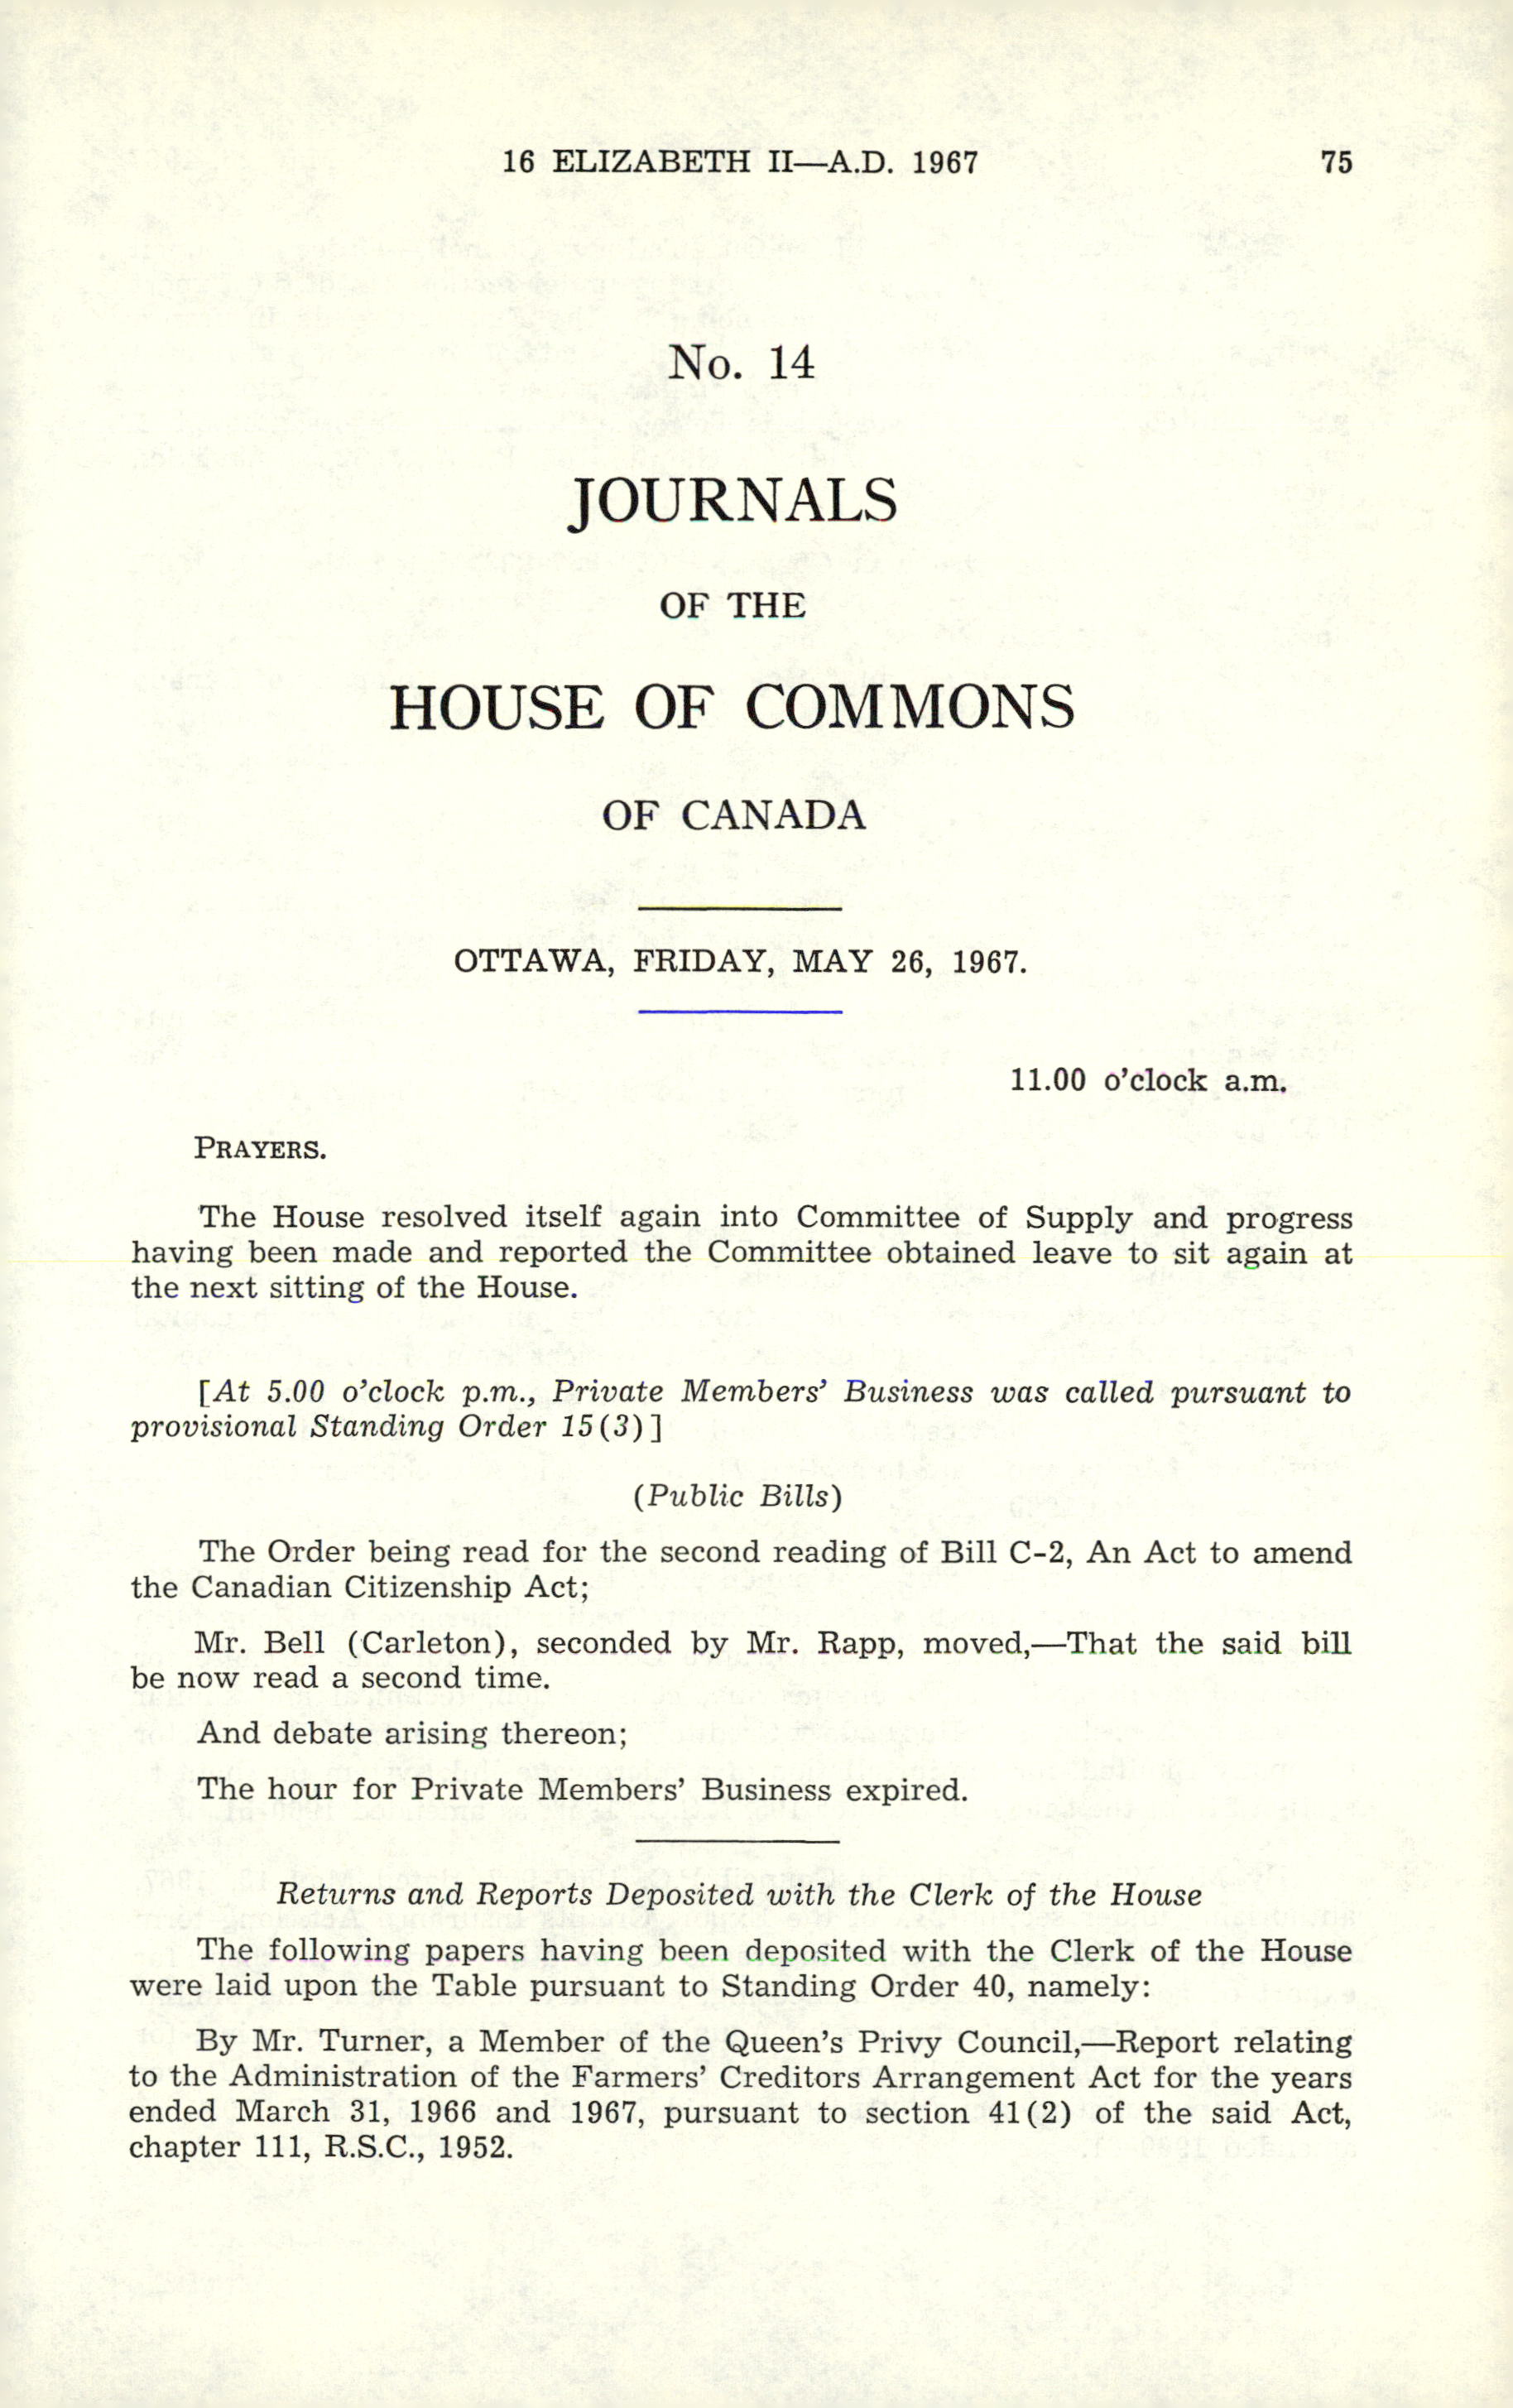 16 ELIZABETH II—A.D. 1967 75
No. 14
JOURNALS
OF THE
HOUSE OF COMMONS
OF CANADA
OTTAWA, FRIDAY, MAY 26, 1967.
11.00 o'clock a.m.
PRAYERS.
The House resolved itself again into Committee of Supply and progress
having been made and reported the Committee obtained leave to sit again at
the next sitting of the House.
[At 5.00 o'clock p.m., Private Members' Business was called pursuant to
provisional Standing Order 15(3)]
(Public Bills)
The Order being read for the second reading of Bill C-2, An Act to amend
the Canadian Citizenship Act;
Mr. Bell (Carleton), seconded by Mr. Rapp, moved,—That the said bill
be now read a second time.
And debate arising thereon;
The hour for Private Members' Business expired.
Returns and Reports Deposited with the Clerk of the House
The following papers having been deposited with the Clerk of the House
were laid upon the Table pursuant to Standing Order 40, namely:
By Mr. Turner, a Member of the Queen's Privy Council,—Report relating
to the Administration of the Farmers' Creditors Arrangement Act for the years
ended March 31, 1966 and 1967, pursuant to section 41(2) of the said Act,
chapter 111, R.S.C., 1952.